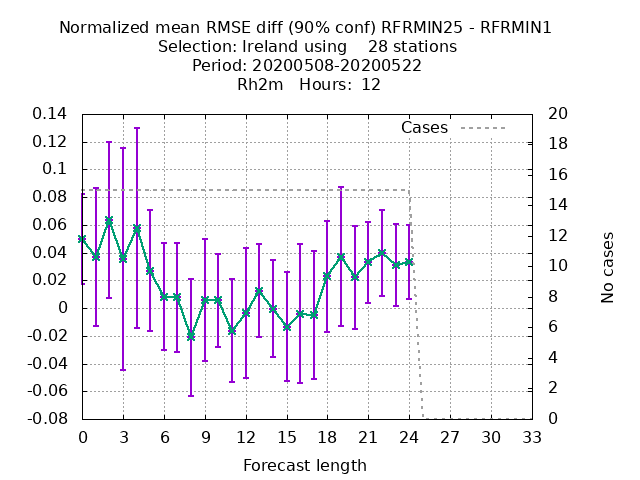 Normalized mean RMSE diff (90% conf) RFRMIN25 - RFRMIN1
Selection: Ireland using 28 stations
Period: 20200508-20200522
Rh2m Hours: 12
Cases
0.14
0.12
0.1
0.08
0.06
0.04
0.02
0
-0.02
-0.04
-0.06
-0.08
20
18
16
14
12
10
8
6
4
2
0
No cases
0 3 6 9 12 15 18 21 24 27 30 33
Forecast length